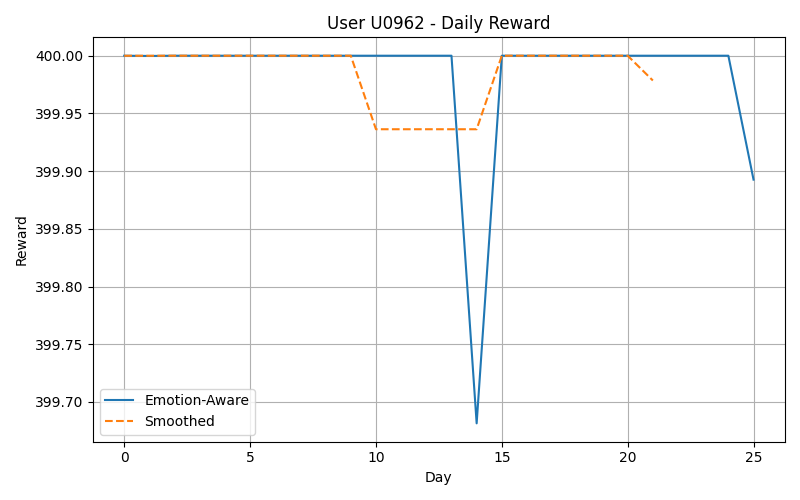 User U0962 - Daily Reward
400.00
399.95
399.90
399.85
399.80
399.75
399.70
Reward
Emotion-Aware
Smoothed
0
5
10
15
20
25
Day